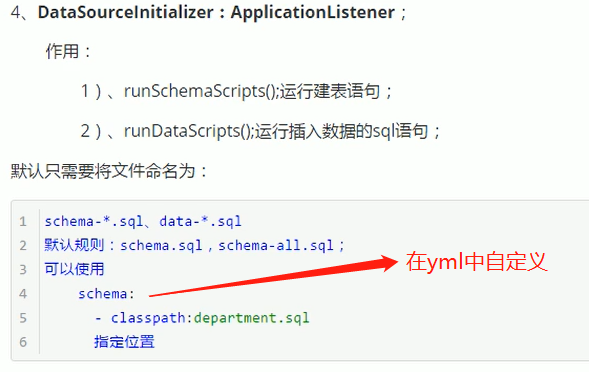 4、DataSourceInitializer：ApplicationListener；
作用：
1）、runSchemaScripts();运行建表语句；
2）、runDataScripts();运行插入数据的sql语句；
默认只需要将文件命名为：
1 schema-*.sql、data-*.sql
2 默认规则：schema.sql，schema-all.sql；
3 可以使用
4 schema: 在yml中自定义
5 - classpath:department.sql
6 指定位置